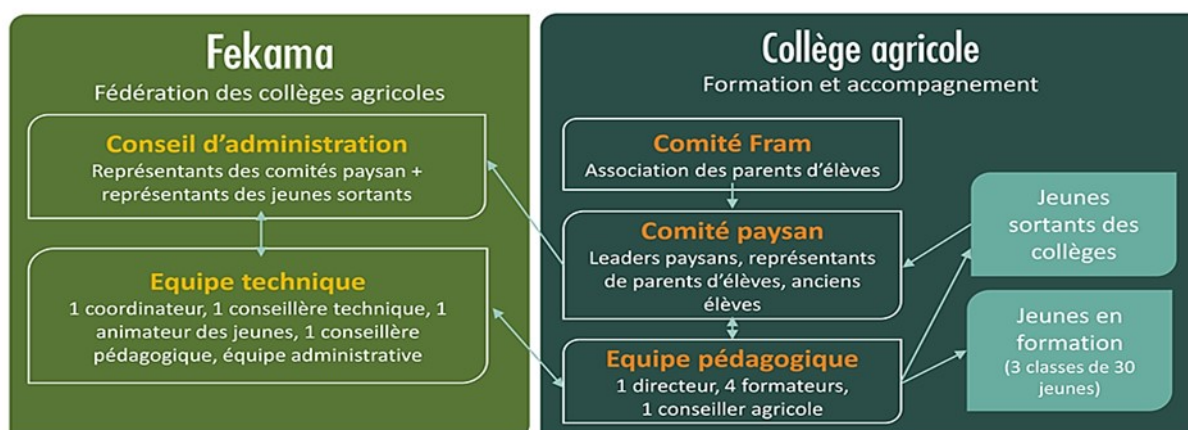 Fekama
Fédération des collèges agricoles
Conseil d'administration
Représentants des comités paysan +
représentants des jeunes sortants
Equipe technique
1 coordinateur, 1 conseillère technique, 1
animateur des jeunes, 1 conseillère
pédagogique, équipe administrative
Collège agricole
Formation et accompagnement
Comité Fram
Association des parents d'élèves
Comité paysan
Leaders paysans, représentants
de parents d'élèves, anciens
élèves
Equipe pédagogique
1 directeur, 4 formateurs,
1 conseiller agricole
Jeunes
sortants des
collèges
Jeunes en
formation
(3 classes de 30
jeunes)